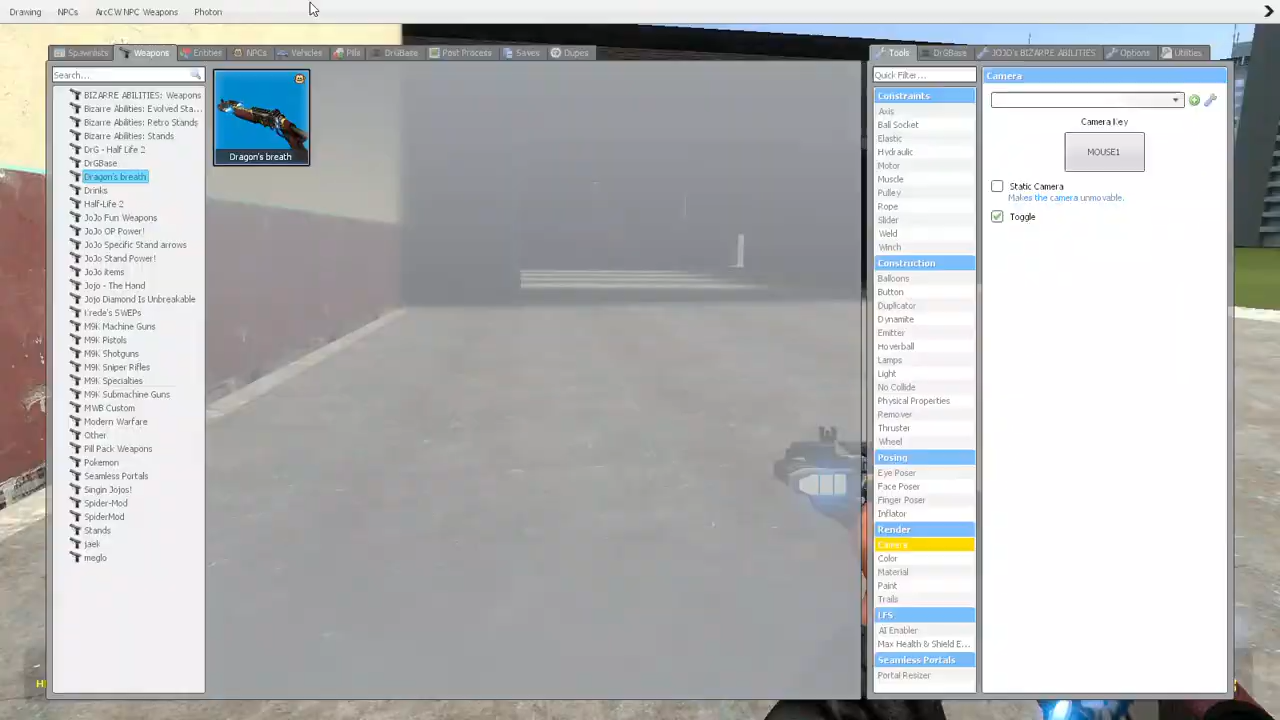 Drawing NPCs ArcCW NPC Weapons Photon
Spawnlists Weapons Entities NPCs Vehicles Pills DrGBase Post Process Saves Dupes
Search...
BIZARRE ABILITIES: Weapons
Bizarre Abilities: Evolved Sta...
Bizarre Abilities: Retro Stands
Bizarre Abilities: Stands
DrG - Half Life 2
DrGBase
Dragon's breath
Drinks
Half-Life 2
JoJo Fun Weapons
JoJo OP Power!
JoJo Specific Stand arrows
JoJo Stand Power!
JoJo items
Jojo - The Hand
Jojo Diamond Is Unbreakable
Krede's SWEPs
M9K Machine Guns
M9K Pistols
M9K Shotguns
M9K Sniper Rifles
M9K Specialties
M9K Submachine Guns
MWB Custom
Modern Warfare
Other
Pill Pack Weapons
Pokemon
Seamless Portals
Singin Jojos!
Spider-Mod
SpiderMod
Stands
jaek
meglo
Dragon's breath
Tools DrGBase JOJO's BIZARRE ABILITIES Options Utilities
Quick Filter...
Constraints
Axis
Ball Socket
Elastic
Hydraulic
Motor
Muscle
Pulley
Rope
Slider
Weld
Winch
Construction
Balloons
Button
Duplicator
Dynamite
Emitter
Hoverball
Lamps
Light
No Collide
Physical Properties
Remover
Thruster
Wheel
Posing
Eye Poser
Face Poser
Finger Poser
Inflator
Render
Camera
Color
Material
Paint
Trails
LFS
AI Enabler
Max Health & Shield E...
Seamless Portals
Portal Resizer
Camera
Camera Key
MOUSE1
Static Camera
Makes the camera unmovable.
Toggle